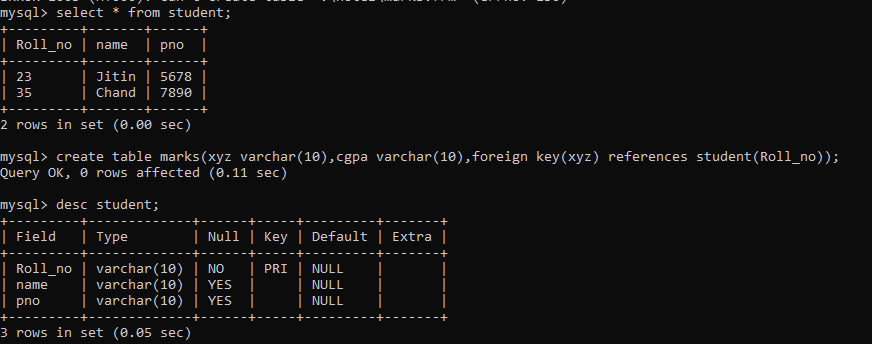 mysql> select * from student;
+---------+-------+------+
| Roll_no | name  | pno  |
+---------+-------+------+
| 23      | Jitin | 5678 |
| 35      | Chand | 7890 |
+---------+-------+------+
2 rows in set (0.00 sec)
mysql> create table marks(xyz varchar(10),cgpa varchar(10),foreign key(xyz) references student(Roll_no));
Query OK, 0 rows affected (0.11 sec)
mysql> desc student;
+---------+-------------+------+-----+---------+-------+
| Field   | Type        | Null | Key | Default | Extra |
+---------+-------------+------+-----+---------+-------+
| Roll_no | varchar(10) | NO   | PRI | NULL    |       |
| name    | varchar(10) | YES  |     | NULL    |       |
| pno     | varchar(10) | YES  |     | NULL    |       |
+---------+-------------+------+-----+---------+-------+
3 rows in set (0.05 sec)